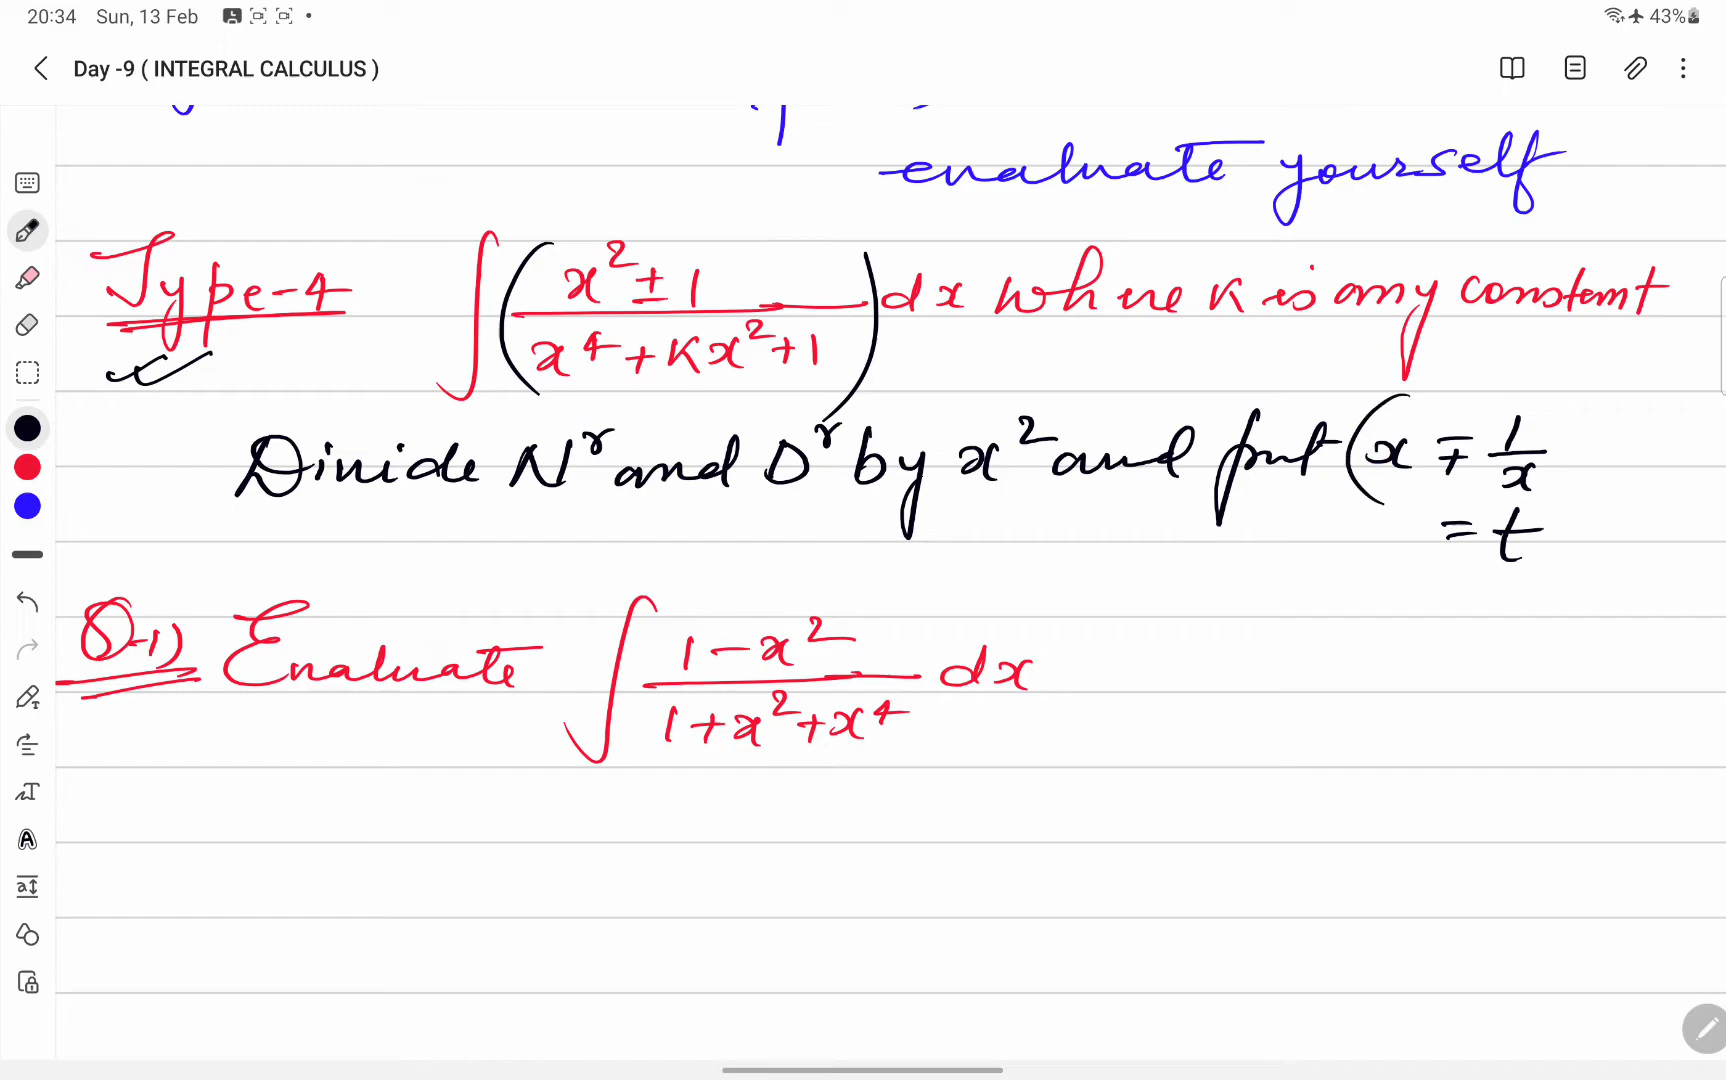 20:34 Sun, 13 Feb 43%
Day -9 ( INTEGRAL CALCULUS )
evaluate yourself
Type-4 ∫ ( (x² ± 1) / (x⁴ + Kx² + 1) ) dx where K is any constant
Divide Nʳ and Dʳ by x² and put ( x ∓ 1/x
= t
Q-1) Evaluate ∫ (1 - x²) / (1 + x² + x⁴) dx